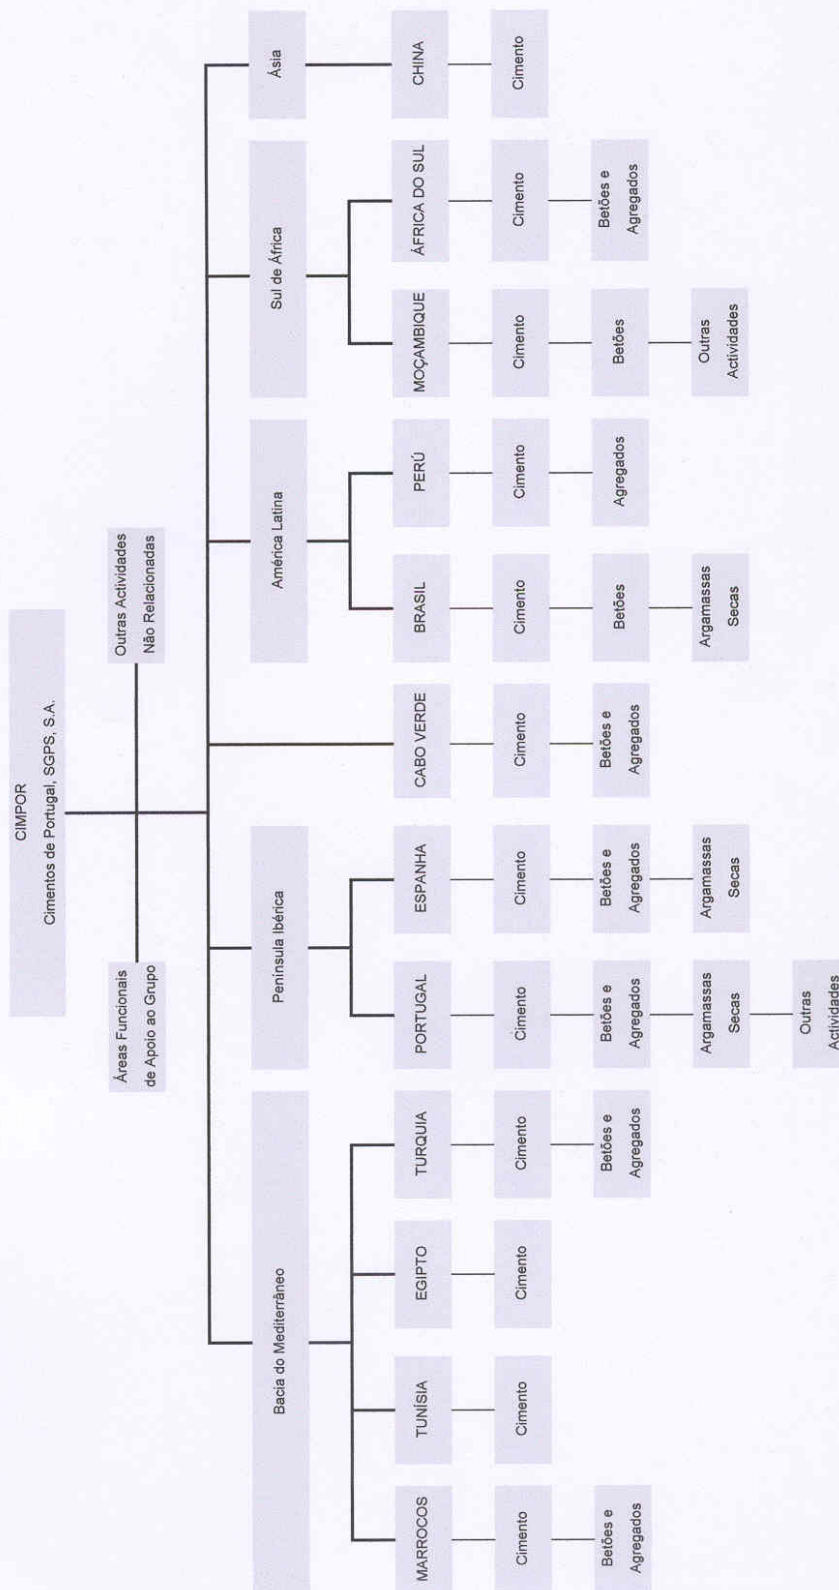 CIMPOR
Cimentos de Portugal, SGPS, S.A.
Áreas Funcionais
de Apoio ao Grupo
Outras Actividades
Não Relacionadas
Bacia do Mediterrâneo
Península Ibérica
América Latina
Sul de África
Ásia
MARROCOS
TUNÍSIA
EGIPTO
TURQUIA
PORTUGAL
ESPANHA
CABO VERDE
BRASIL
PERÚ
MOÇAMBIQUE
ÁFRICA DO SUL
CHINA
Cimento
Cimento
Cimento
Cimento
Cimento
Cimento
Cimento
Cimento
Cimento
Cimento
Cimento
Cimento
Betões e
Agregados
Betões e
Agregados
Betões e
Agregados
Betões e
Agregados
Betões e
Agregados
Betões
Agregados
Betões
Betões e
Agregados
Argamassas
Secas
Argamassas
Secas
Argamassas
Secas
Outras
Actividades
Outras
Actividades